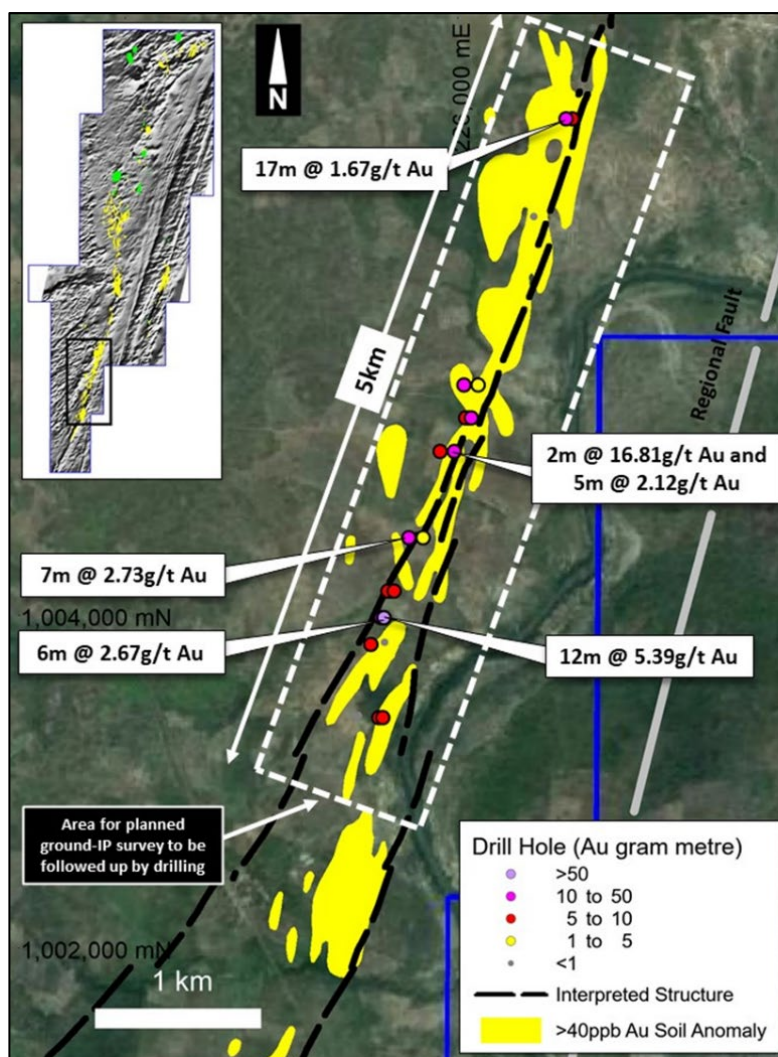 N
226,000 mE
17m @ 1.67g/t Au
5km
Regional Fault
2m @ 16.81g/t Au and
5m @ 2.12g/t Au
7m @ 2.73g/t Au
1,004,000 mN
6m @ 2.67g/t Au
12m @ 5.39g/t Au
Area for planned
ground-IP survey to be
followed up by drilling
1,002,000 mN
1 km
Drill Hole (Au gram metre)
>50
10 to 50
5 to 10
1 to 5
<1
Interpreted Structure
>40ppb Au Soil Anomaly